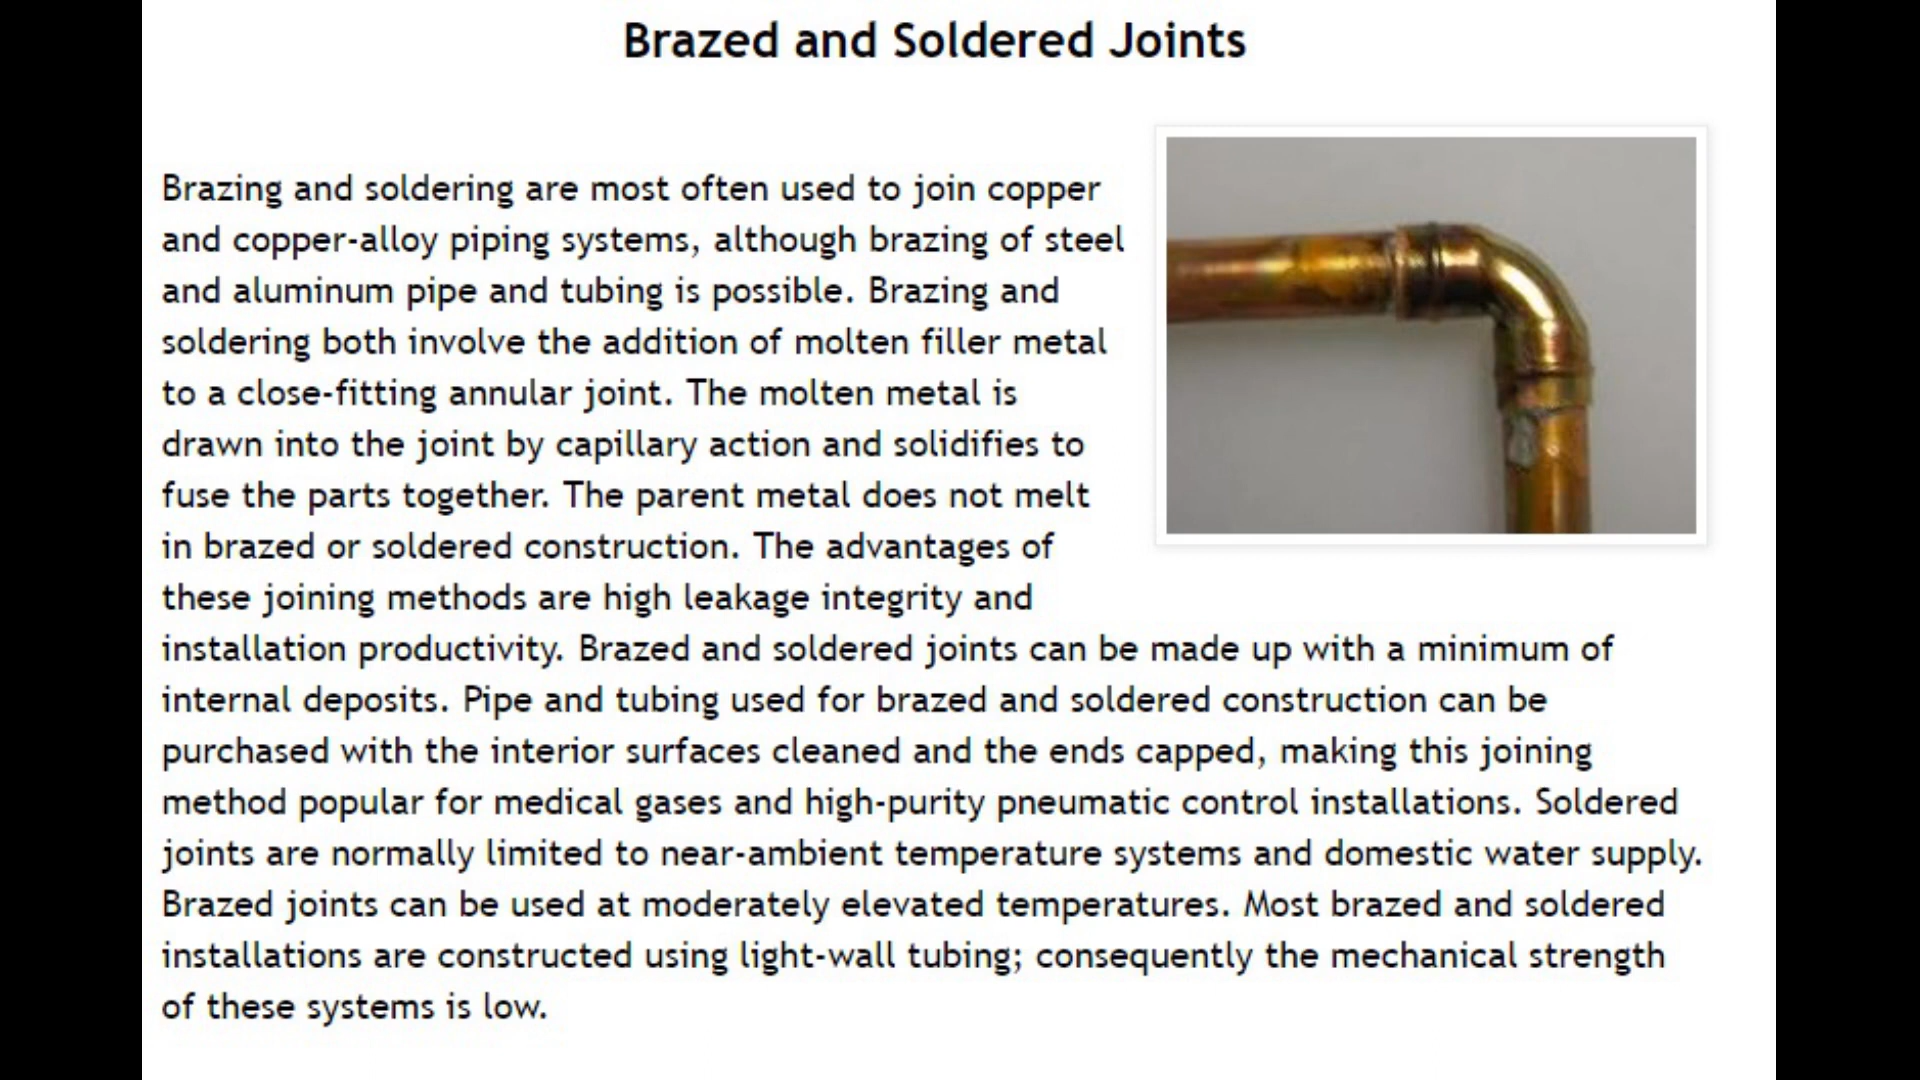 Brazed and Soldered Joints
Brazing and soldering are most often used to join copper
and copper-alloy piping systems, although brazing of steel
and aluminum pipe and tubing is possible. Brazing and
soldering both involve the addition of molten filler metal
to a close-fitting annular joint. The molten metal is
drawn into the joint by capillary action and solidifies to
fuse the parts together. The parent metal does not melt
in brazed or soldered construction. The advantages of
these joining methods are high leakage integrity and
installation productivity. Brazed and soldered joints can be made up with a minimum of
internal deposits. Pipe and tubing used for brazed and soldered construction can be
purchased with the interior surfaces cleaned and the ends capped, making this joining
method popular for medical gases and high-purity pneumatic control installations. Soldered
joints are normally limited to near-ambient temperature systems and domestic water supply.
Brazed joints can be used at moderately elevated temperatures. Most brazed and soldered
installations are constructed using light-wall tubing; consequently the mechanical strength
of these systems is low.